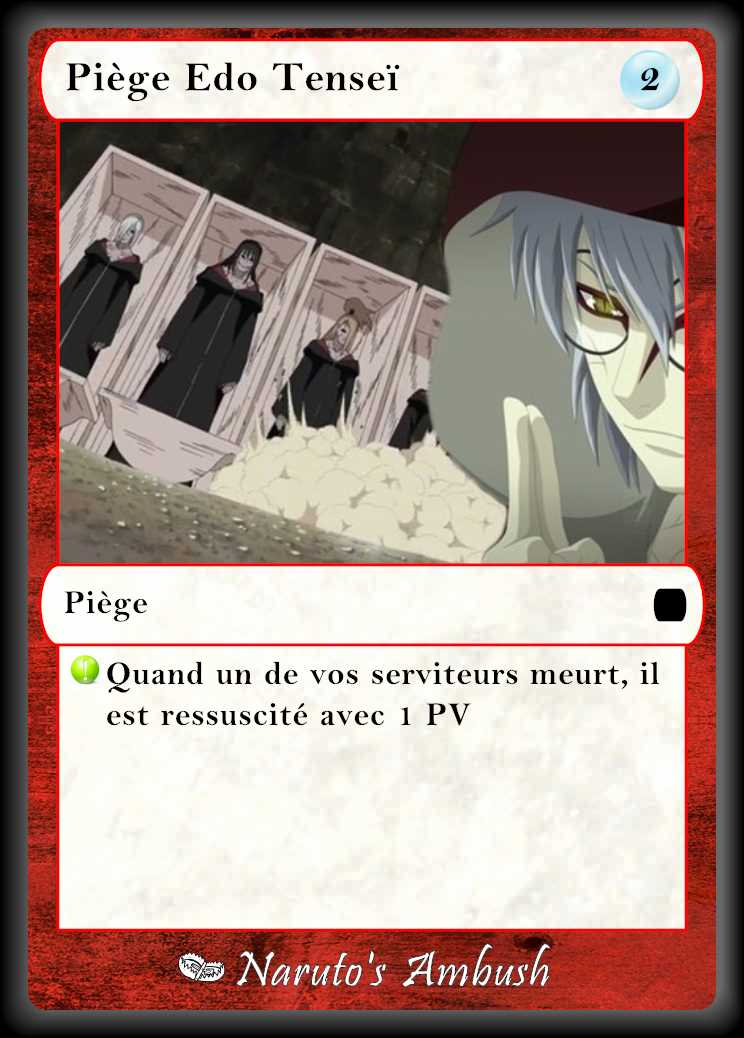 Piège Edo Tenseï
2
Piège
Quand un de vos serviteurs meurt, il
est ressuscité avec 1 PV
Naruto's Ambush